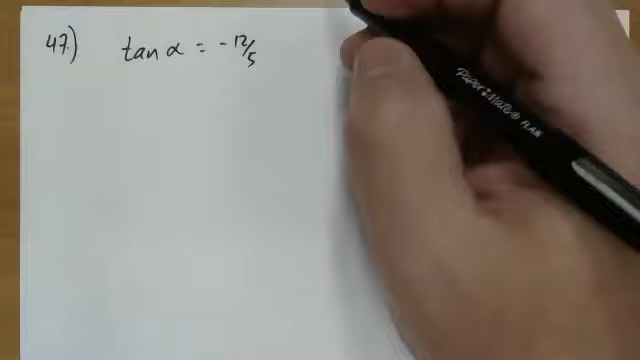 47.) tan α = -12/5
Paper:Mate® FLAIR